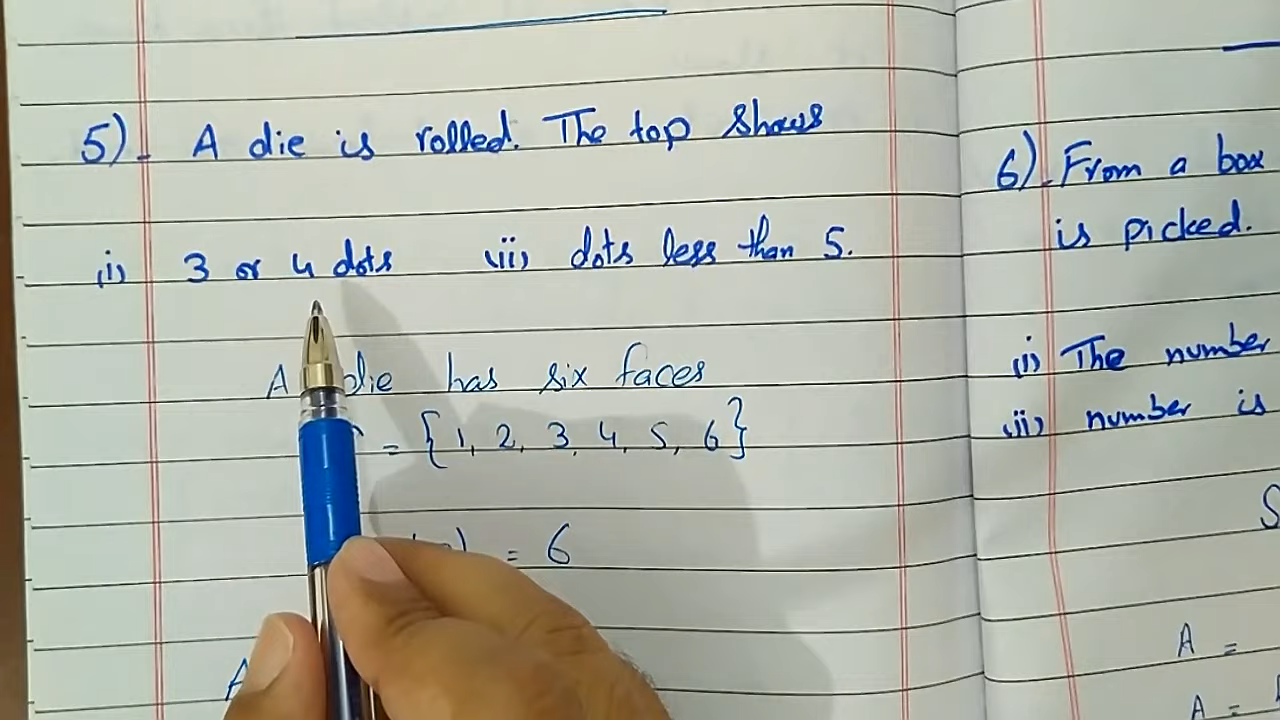 5) A die is rolled. The top shows
(i) 3 or 4 dots (ii) dots less than 5.
A die has six faces
= {1, 2, 3, 4, 5, 6}
= 6
A
6) From a box
is picked.
(i) The number
(ii) number is
S
A =
A =